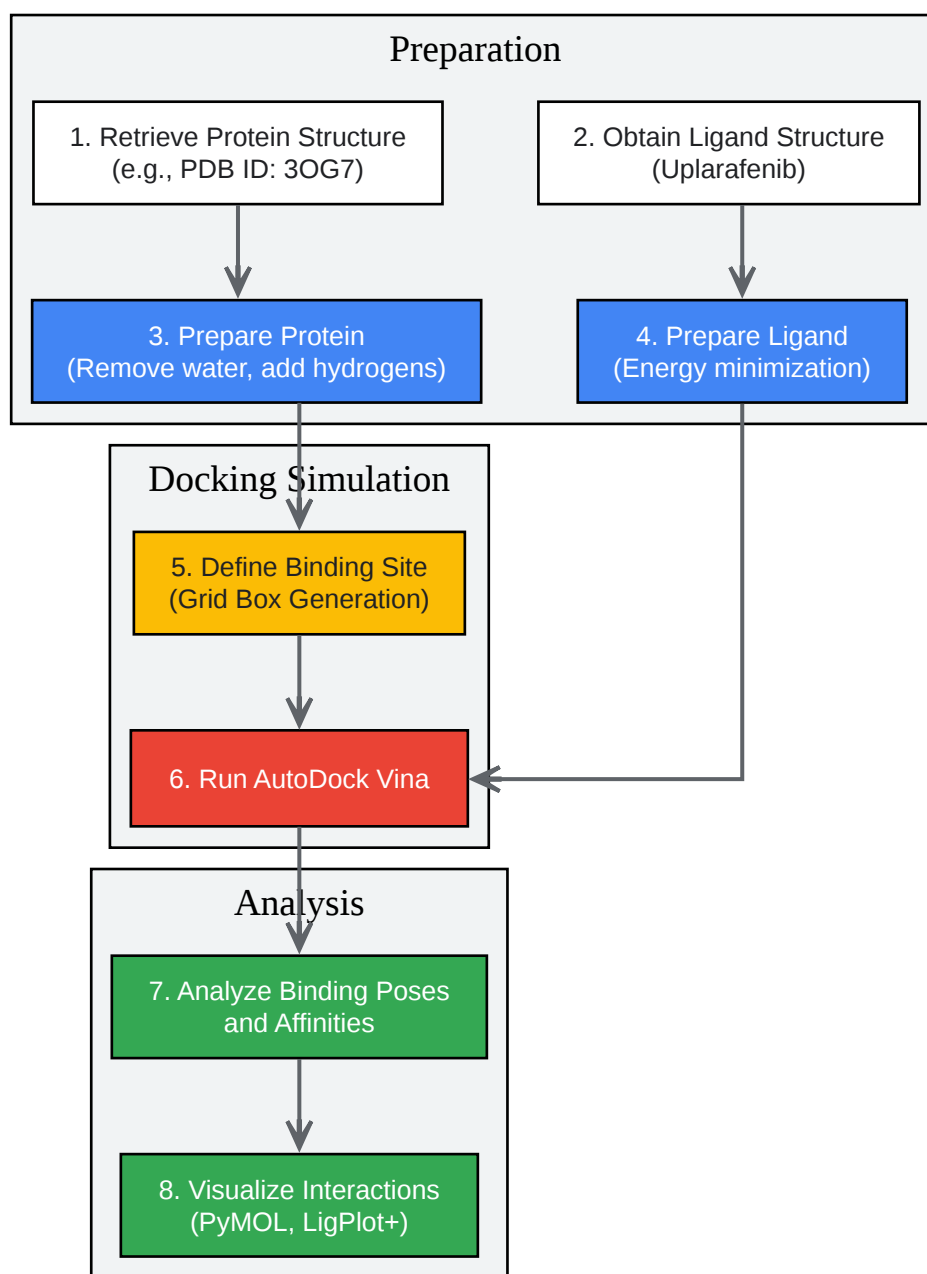 Preparation
1. Retrieve Protein Structure
(e.g., PDB ID: 3OG7)
2. Obtain Ligand Structure
(Uplarafenib)
3. Prepare Protein
(Remove water, add hydrogens)
4. Prepare Ligand
(Energy minimization)
Docking Simulation
5. Define Binding Site
(Grid Box Generation)
6. Run AutoDock Vina
Analysis
7. Analyze Binding Poses
and Affinities
8. Visualize Interactions
(PyMOL, LigPlot+)